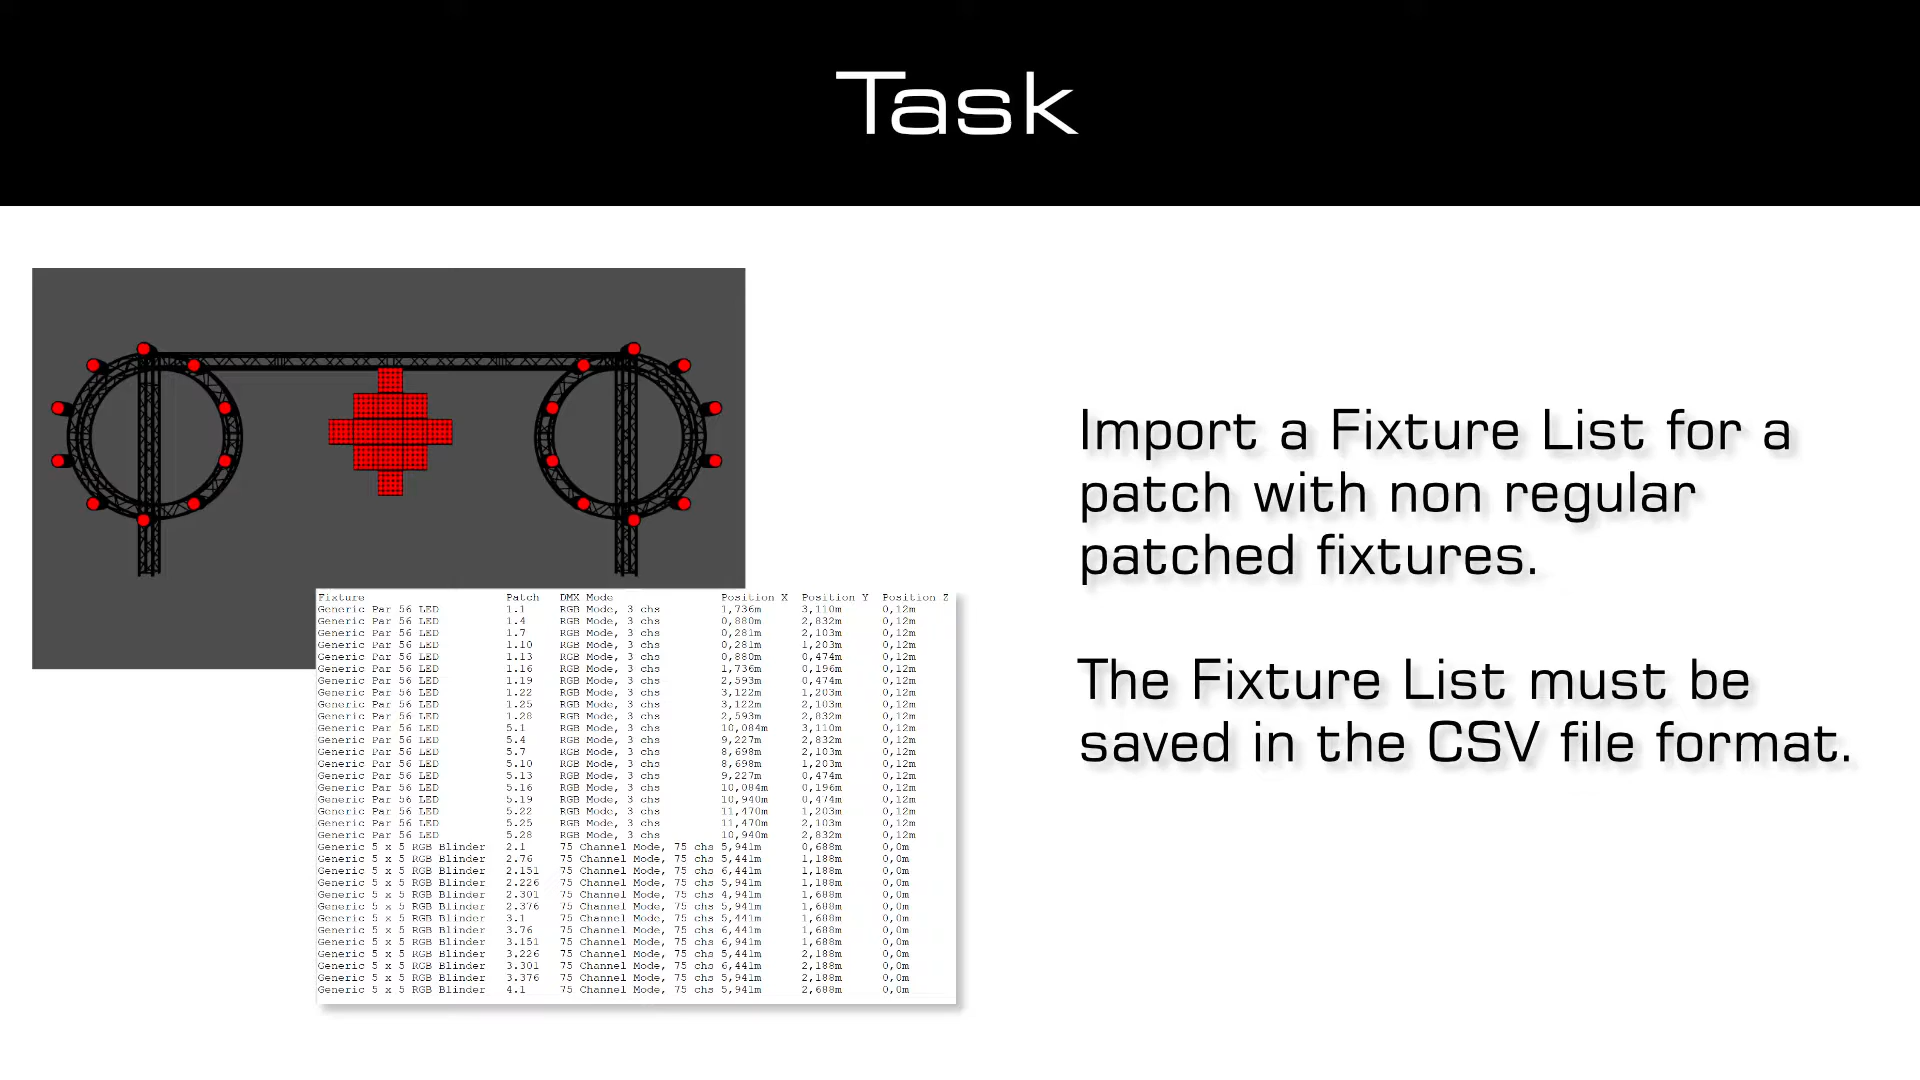 Task
Import a Fixture List for a
patch with non regular
patched fixtures.
The Fixture List must be
saved in the CSV file format.
Fixture Patch DMX Mode Position X Position Y Position Z
Generic Par 56 LED 1.1 RGB Mode, 3 chs 1,736m 3,110m 0,12m
Generic Par 56 LED 1.4 RGB Mode, 3 chs 0,880m 2,832m 0,12m
Generic Par 56 LED 1.7 RGB Mode, 3 chs 0,281m 2,103m 0,12m
Generic Par 56 LED 1.10 RGB Mode, 3 chs 0,281m 1,203m 0,12m
Generic Par 56 LED 1.13 RGB Mode, 3 chs 0,880m 0,474m 0,12m
Generic Par 56 LED 1.16 RGB Mode, 3 chs 1,736m 0,196m 0,12m
Generic Par 56 LED 1.19 RGB Mode, 3 chs 2,593m 0,474m 0,12m
Generic Par 56 LED 1.22 RGB Mode, 3 chs 3,122m 1,203m 0,12m
Generic Par 56 LED 1.25 RGB Mode, 3 chs 3,122m 2,103m 0,12m
Generic Par 56 LED 1.28 RGB Mode, 3 chs 2,593m 2,832m 0,12m
Generic Par 56 LED 5.1 RGB Mode, 3 chs 10,084m 3,110m 0,12m
Generic Par 56 LED 5.4 RGB Mode, 3 chs 9,227m 2,832m 0,12m
Generic Par 56 LED 5.7 RGB Mode, 3 chs 8,698m 2,103m 0,12m
Generic Par 56 LED 5.10 RGB Mode, 3 chs 8,698m 1,203m 0,12m
Generic Par 56 LED 5.13 RGB Mode, 3 chs 9,227m 0,474m 0,12m
Generic Par 56 LED 5.16 RGB Mode, 3 chs 10,084m 0,196m 0,12m
Generic Par 56 LED 5.19 RGB Mode, 3 chs 10,940m 0,474m 0,12m
Generic Par 56 LED 5.22 RGB Mode, 3 chs 11,470m 1,203m 0,12m
Generic Par 56 LED 5.25 RGB Mode, 3 chs 11,470m 2,103m 0,12m
Generic Par 56 LED 5.28 RGB Mode, 3 chs 10,940m 2,832m 0,12m
Generic 5 x 5 RGB Blinder 2.1 75 Channel Mode, 75 chs 5,941m 0,688m 0,0m
Generic 5 x 5 RGB Blinder 2.76 75 Channel Mode, 75 chs 5,441m 1,188m 0,0m
Generic 5 x 5 RGB Blinder 2.151 75 Channel Mode, 75 chs 6,441m 1,188m 0,0m
Generic 5 x 5 RGB Blinder 2.226 75 Channel Mode, 75 chs 5,941m 1,188m 0,0m
Generic 5 x 5 RGB Blinder 2.301 75 Channel Mode, 75 chs 4,941m 1,688m 0,0m
Generic 5 x 5 RGB Blinder 2.376 75 Channel Mode, 75 chs 5,941m 1,688m 0,0m
Generic 5 x 5 RGB Blinder 3.1 75 Channel Mode, 75 chs 5,441m 1,688m 0,0m
Generic 5 x 5 RGB Blinder 3.76 75 Channel Mode, 75 chs 6,441m 1,688m 0,0m
Generic 5 x 5 RGB Blinder 3.151 75 Channel Mode, 75 chs 6,941m 1,688m 0,0m
Generic 5 x 5 RGB Blinder 3.226 75 Channel Mode, 75 chs 5,441m 2,188m 0,0m
Generic 5 x 5 RGB Blinder 3.301 75 Channel Mode, 75 chs 6,441m 2,188m 0,0m
Generic 5 x 5 RGB Blinder 3.376 75 Channel Mode, 75 chs 5,941m 2,188m 0,0m
Generic 5 x 5 RGB Blinder 4.1 75 Channel Mode, 75 chs 5,941m 2,688m 0,0m